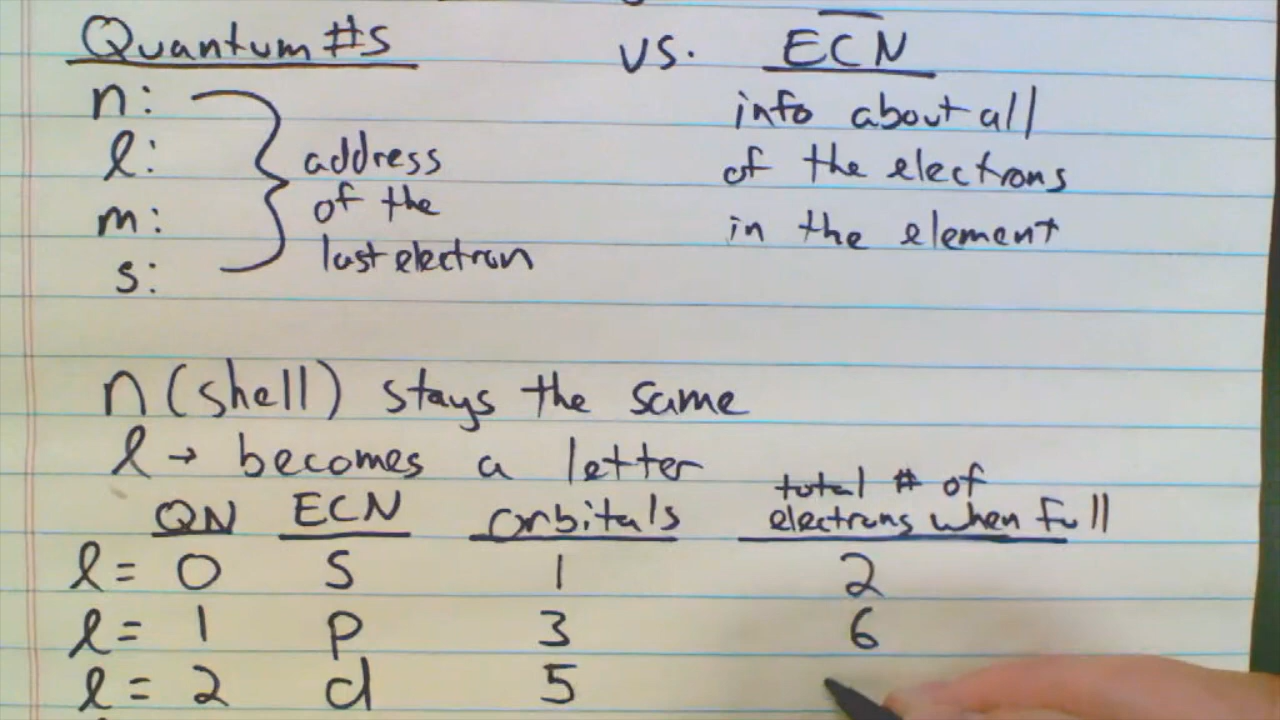 Quantum #s vs. ECN
n:
l:
m:
s:
address
of the
last electron
info about all
of the electrons
in the element
n (shell) stays the same
l → becomes a letter
QN ECN orbitals total # of electrons when full
l = 0 s 1 2
l = 1 p 3 6
l = 2 d 5